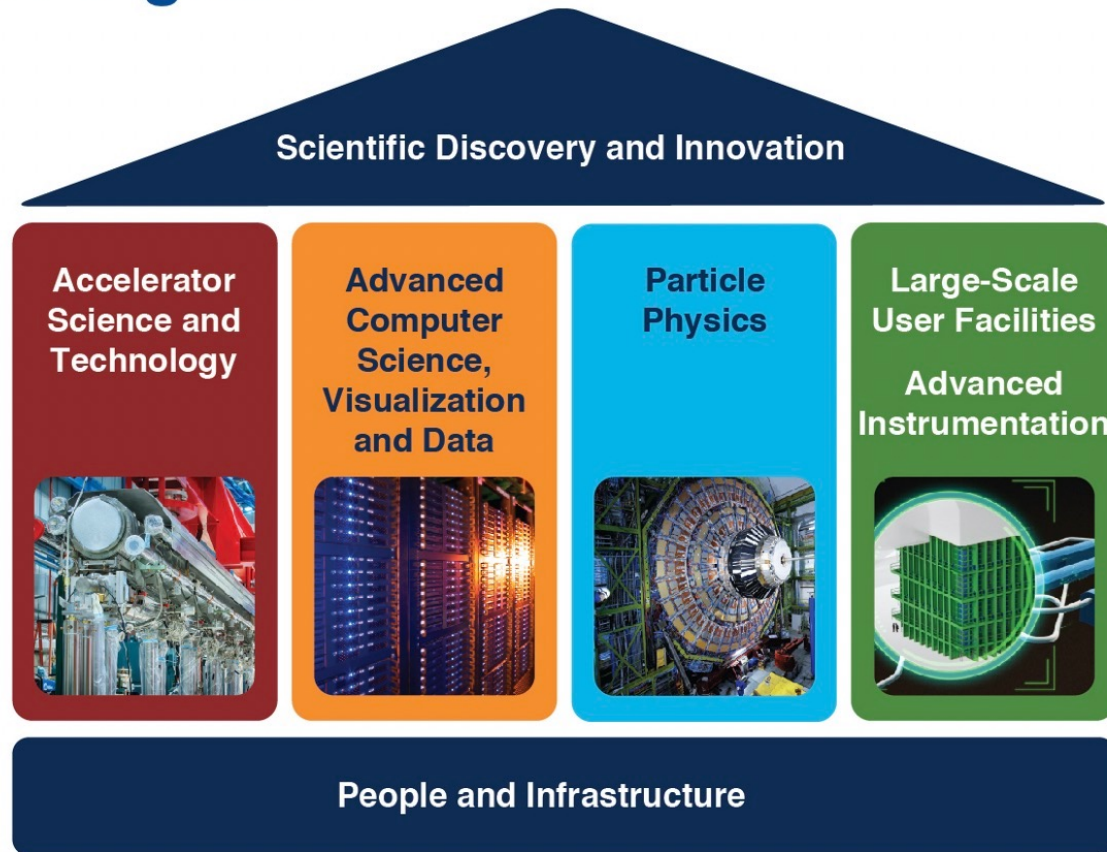 Scientific Discovery and Innovation
Accelerator
Science and
Technology
Advanced
Computer
Science,
Visualization
and Data
Particle
Physics
Large-Scale
User Facilities
Advanced
Instrumentation
People and Infrastructure